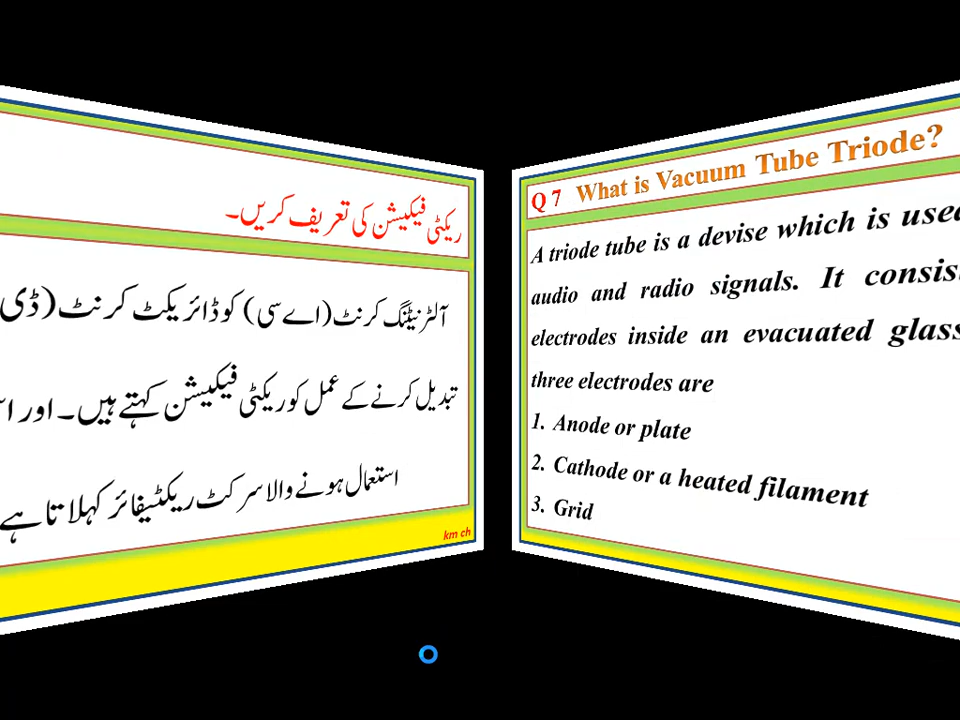 ریکٹی فیکیشن کی تعریف کریں۔
آلٹرنیٹنگ کرنٹ (اے سی) کو ڈائریکٹ کرنٹ (ڈی
تبدیل کرنے کے عمل کو ریکٹی فیکیشن کہتے ہیں۔ اور
استعمال ہونے والا سرکٹ ریکٹیفائر کہلاتا ہے
km ch
Q 7 What is Vacuum Tube Triode?
A triode tube is a devise which is used
audio and radio signals. It consis
electrodes inside an evacuated glass
three electrodes are
1. Anode or plate
2. Cathode or a heated filament
3. Grid